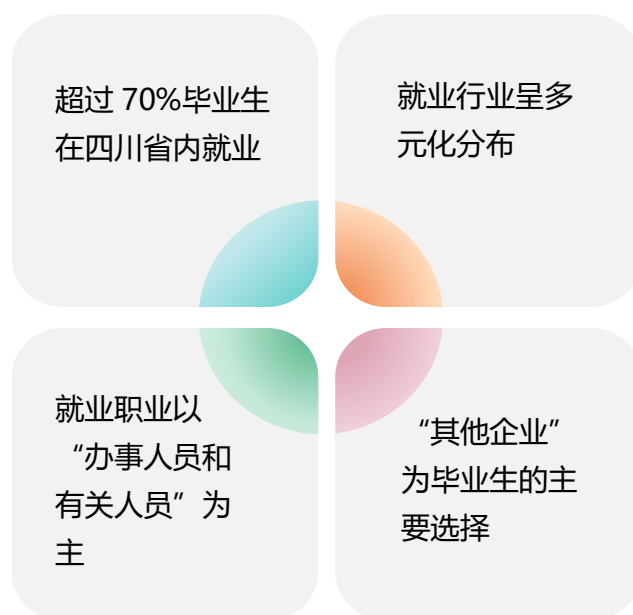 超过 70%毕业生
在四川省内就业
就业行业呈多
元化分布
就业职业以
“办事人员和
有关人员”为
主
“其他企业”
为毕业生的主
要选择